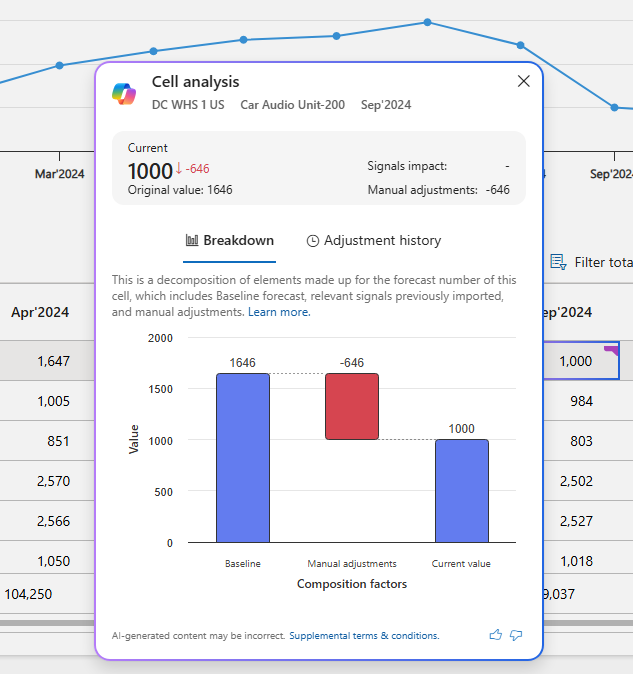 Cell analysis
DC WHS 1 US Car Audio Unit-200 Sep'2024
Current
1000 ↓ -646
Original value: 1646
Signals impact: -
Manual adjustments: -646
Mar'2024
Sep'202
Breakdown
Adjustment history
Filter tota
This is a decomposition of elements made up for the forecast number of this
cell, which includes Baseline forecast, relevant signals previously imported,
and manual adjustments. Learn more.
Apr'2024
ep'2024
1,647
1,000
1,005
984
851
803
2,570
2,502
2,566
2,527
1,050
1,018
104,250
9,037
2000
1500
1000
500
0
Value
1646
-646
1000
Baseline
Manual adjustments
Current value
Composition factors
AI-generated content may be incorrect. Supplemental terms & conditions.